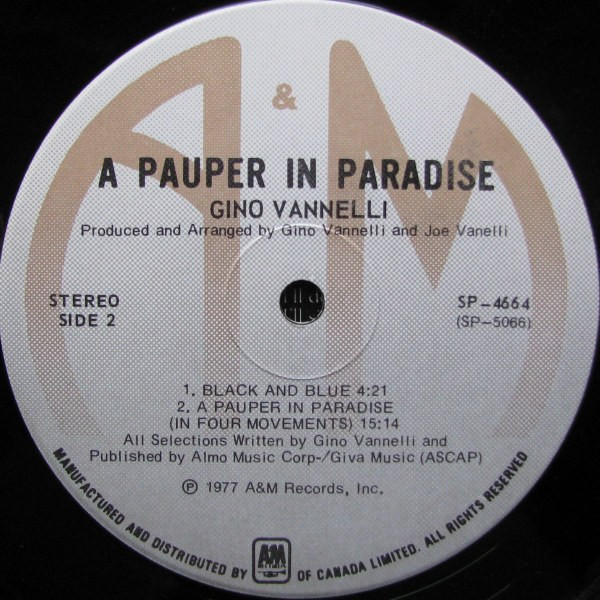 A & M
A PAUPER IN PARADISE
GINO VANNELLI
Produced and Arranged by Gino Vannelli and Joe Vanelli
STEREO
SIDE 2
SP-4664
(SP-5066)
1. BLACK AND BLUE 4:21
2. A PAUPER IN PARADISE
(IN FOUR MOVEMENTS) 15:14
All Selections Written by Gino Vannelli and
Published by Almo Music Corp-/Giva Music (ASCAP)
℗ 1977 A&M Records, Inc.
MANUFACTURED AND DISTRIBUTED BY A&M RECORDS OF CANADA LIMITED. ALL RIGHTS RESERVED